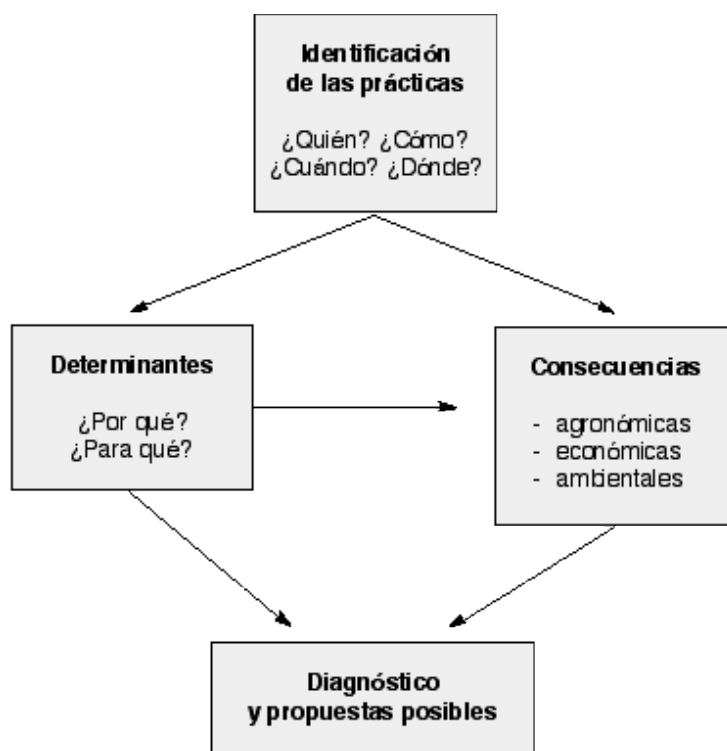 Identificación
de las prácticas
¿Quién? ¿Cómo?
¿Cuándo? ¿Dónde?
Determinantes
¿Por qué?
¿Para qué?
Consecuencias
- agronómicas
- económicas
- ambientales
Diagnóstico
y propuestas posibles